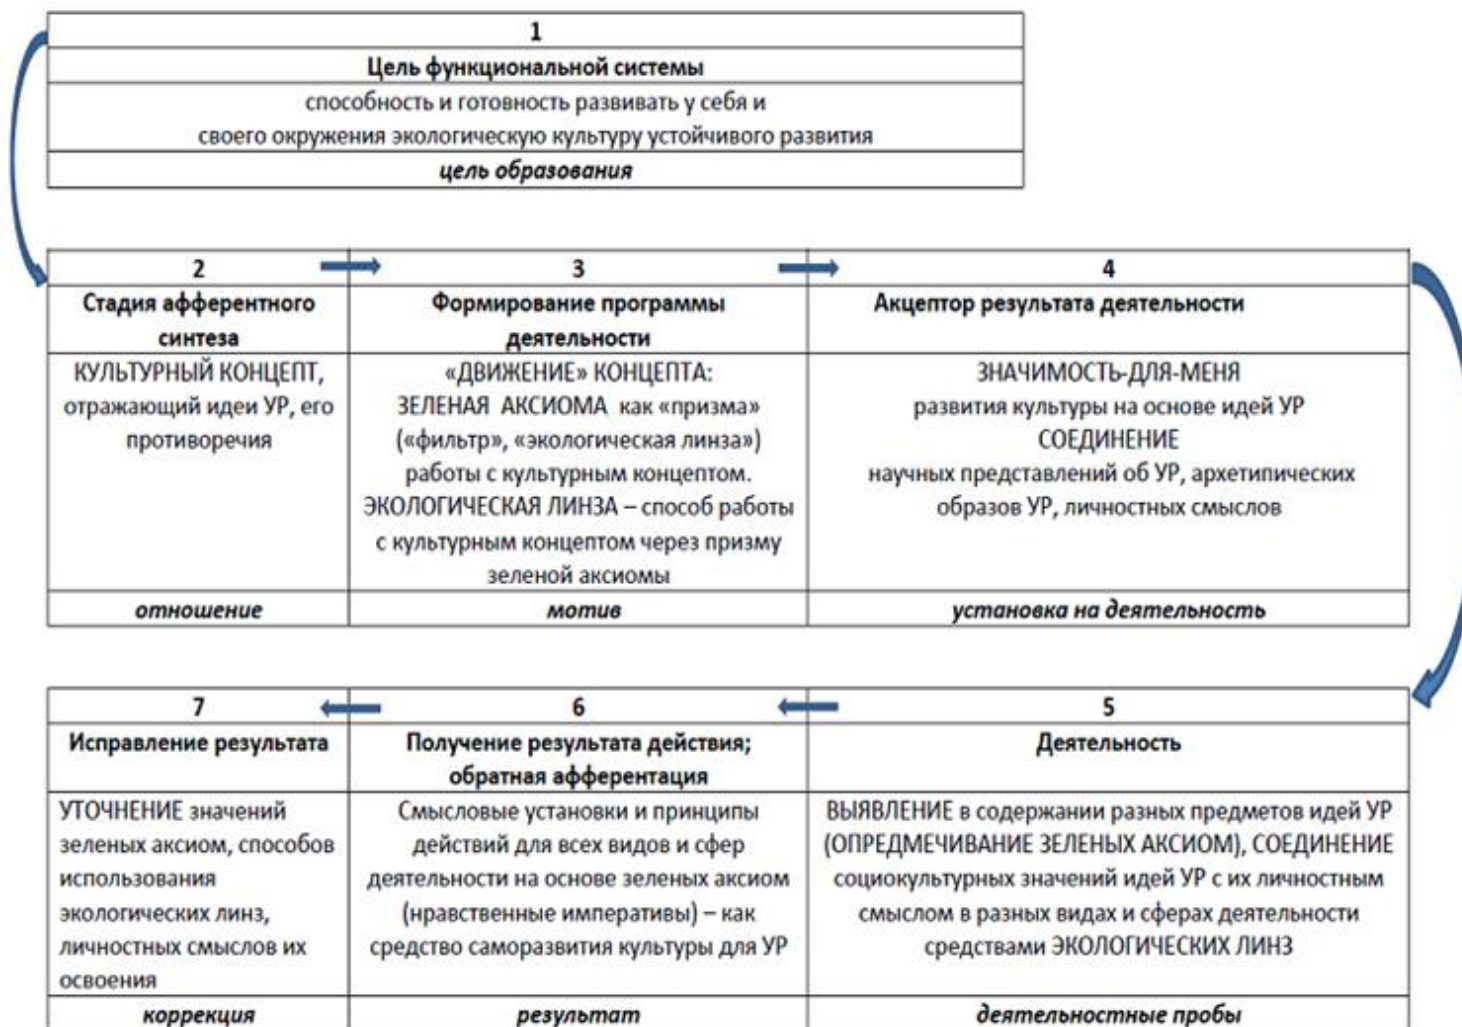 1
Цель функциональной системы
способность и готовность развивать у себя и
своего окружения экологическую культуру устойчивого развития
цель образования
2
Стадия афферентного
синтеза
КУЛЬТУРНЫЙ КОНЦЕПТ,
отражающий идеи УР, его
противоречия
отношение
3
Формирование программы
деятельности
«ДВИЖЕНИЕ» КОНЦЕПТА:
ЗЕЛЕНАЯ АКСИОМА как «призма»
(«фильтр», «экологическая линза»)
работы с культурным концептом.
ЭКОЛОГИЧЕСКАЯ ЛИНЗА – способ работы
с культурным концептом через призму
зеленой аксиомы
мотив
4
Акцептор результата деятельности
ЗНАЧИМОСТЬ-ДЛЯ-МЕНЯ
развития культуры на основе идей УР
СОЕДИНЕНИЕ
научных представлений об УР, архетипических
образов УР, личностных смыслов
установка на деятельность
5
Деятельность
ВЫЯВЛЕНИЕ в содержании разных предметов идей УР
(ОПРЕДМЕЧИВАНИЕ ЗЕЛЕНЫХ АКСИОМ), СОЕДИНЕНИЕ
социокультурных значений идей УР с их личностным
смыслом в разных видах и сферах деятельности
средствами ЭКОЛОГИЧЕСКИХ ЛИНЗ
деятельностные пробы
6
Получение результата действия;
обратная афферентация
Смысловые установки и принципы
действий для всех видов и сфер
деятельности на основе зеленых аксиом
(нравственные императивы) – как
средство саморазвития культуры для УР
результат
7
Исправление результата
УТОЧНЕНИЕ значений
зеленых аксиом, способов
использования
экологических линз,
личностных смыслов их
освоения
коррекция